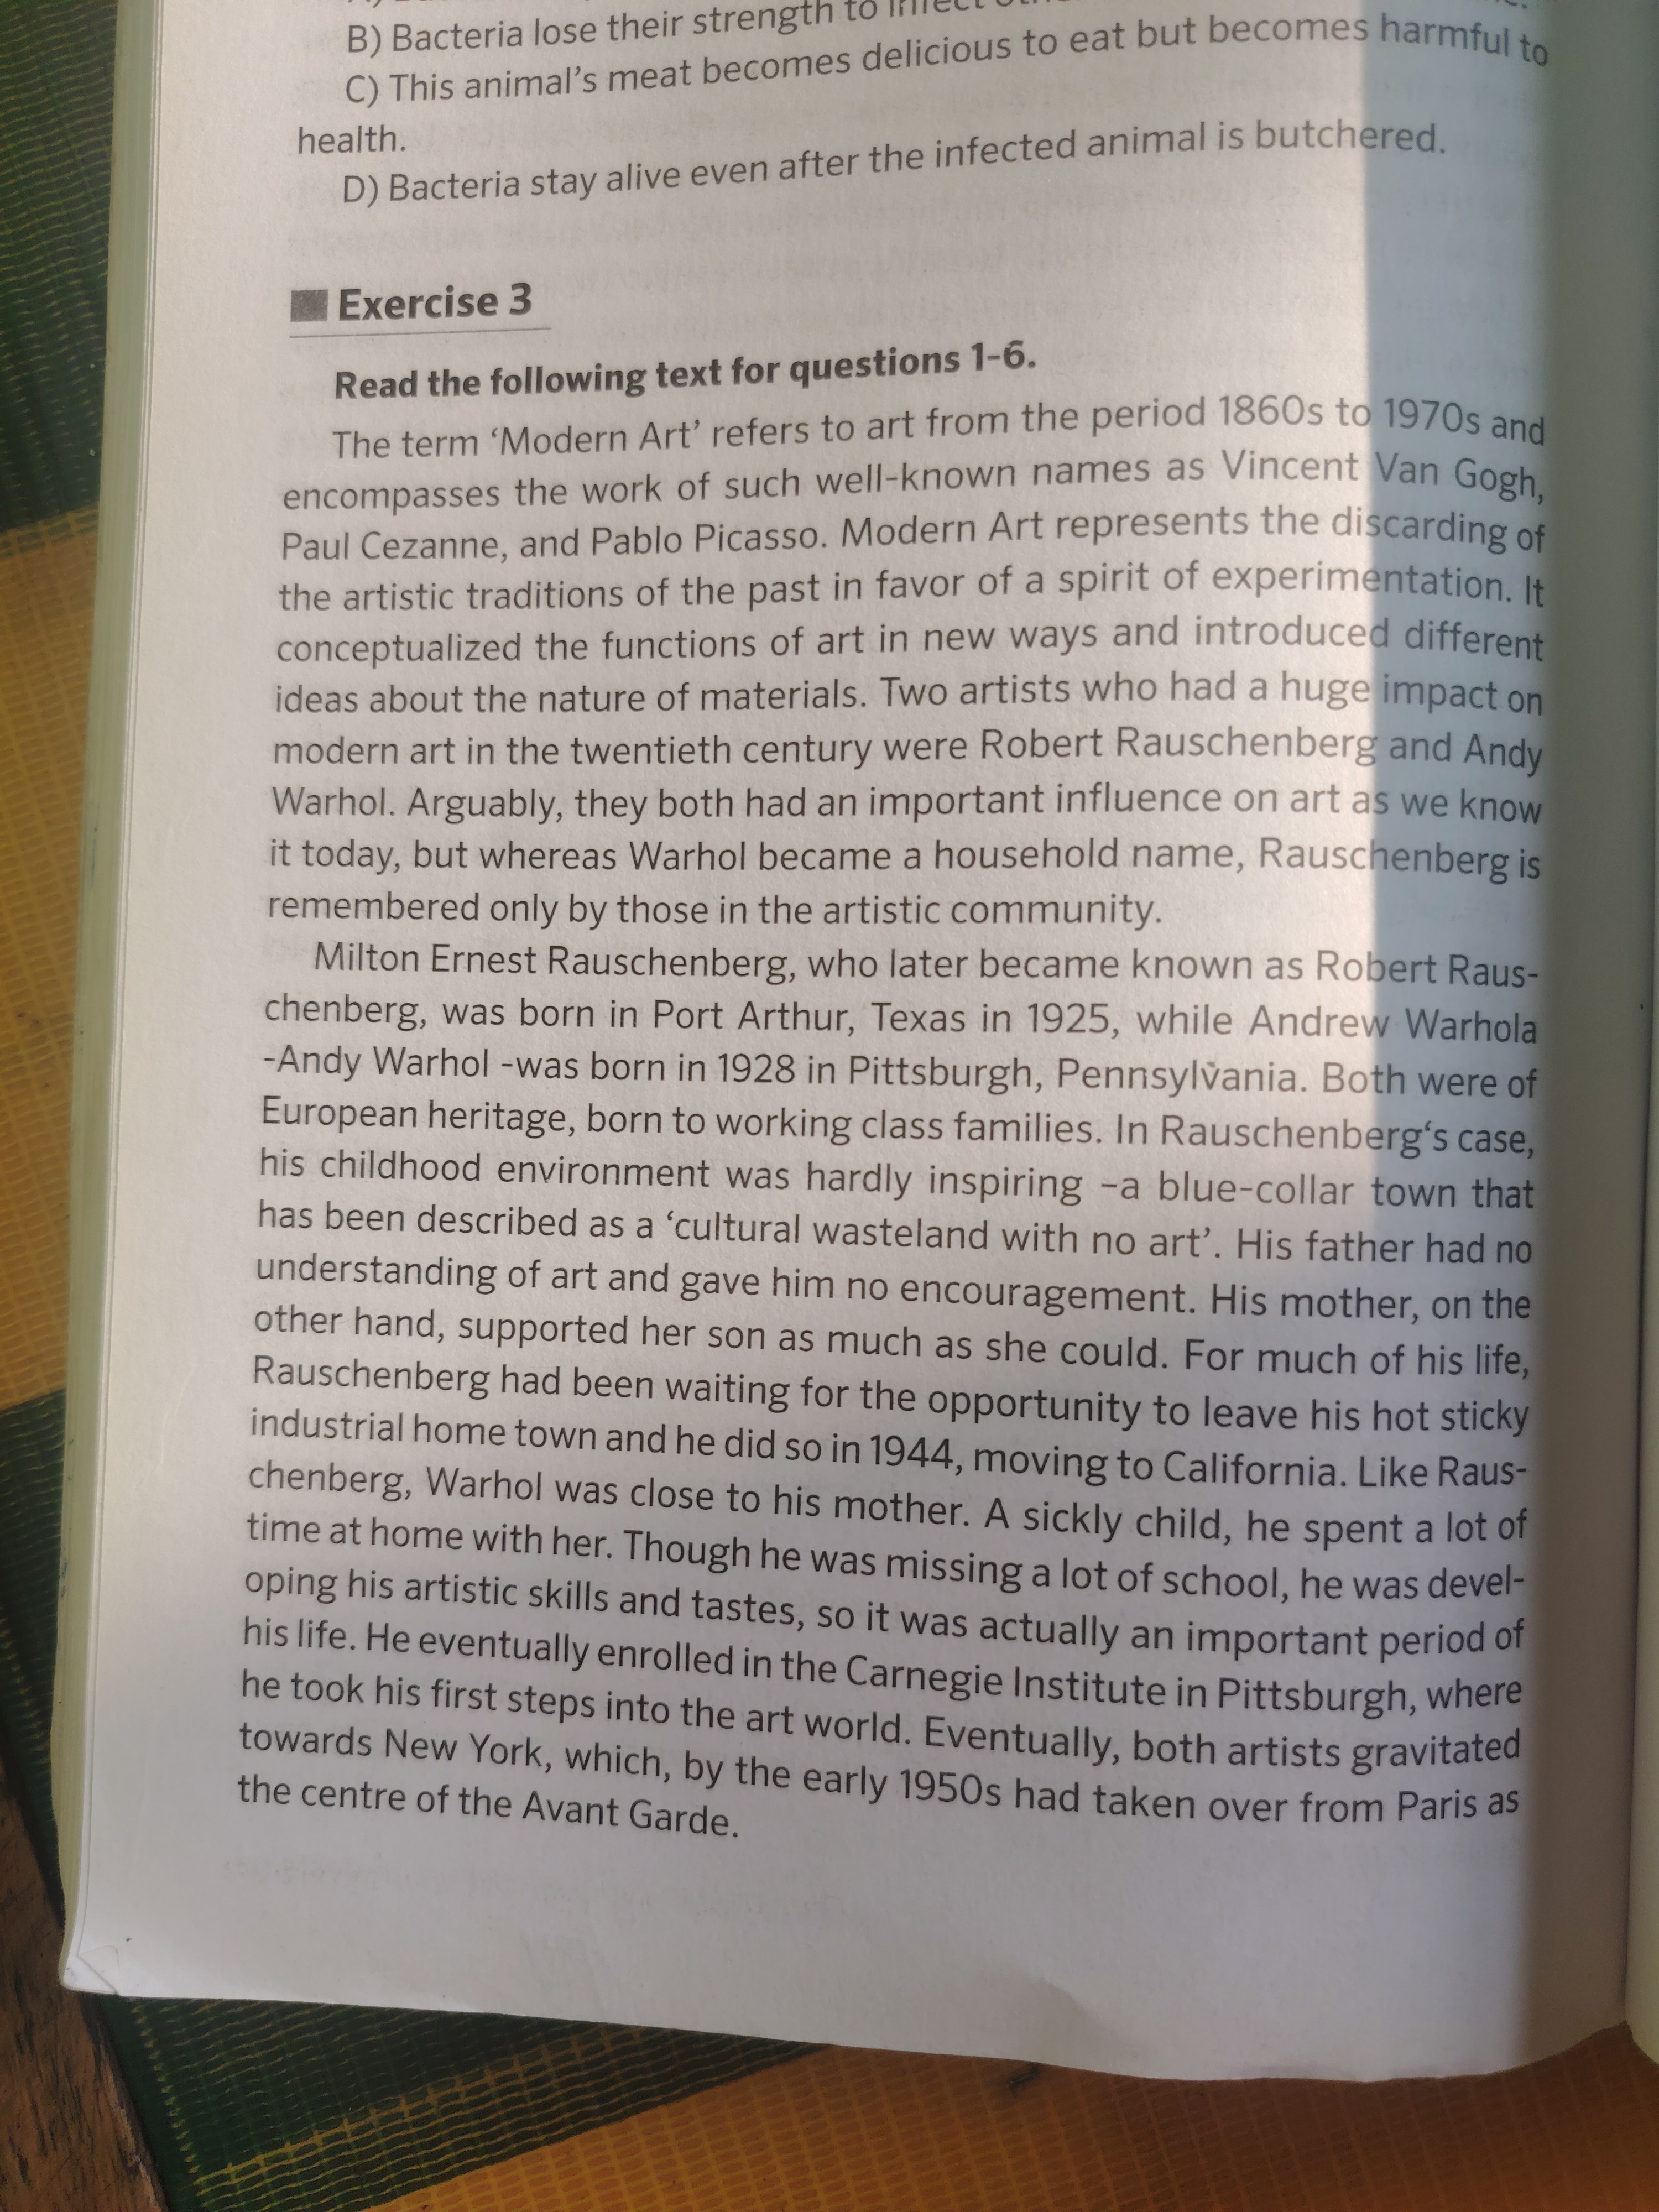 B) Bacteria lose their strength to infect
C) This animal's meat becomes delicious to eat but becomes harmful to
health.
D) Bacteria stay alive even after the infected animal is butchered.
Exercise 3
Read the following text for questions 1-6.
The term 'Modern Art' refers to art from the period 1860s to 1970s and
encompasses the work of such well-known names as Vincent Van Gogh,
Paul Cezanne, and Pablo Picasso. Modern Art represents the discarding of
the artistic traditions of the past in favor of a spirit of experimentation. It
conceptualized the functions of art in new ways and introduced different
ideas about the nature of materials. Two artists who had a huge impact on
modern art in the twentieth century were Robert Rauschenberg and Andy
Warhol. Arguably, they both had an important influence on art as we know
it today, but whereas Warhol became a household name, Rauschenberg is
remembered only by those in the artistic community.
Milton Ernest Rauschenberg, who later became known as Robert Raus-
chenberg, was born in Port Arthur, Texas in 1925, while Andrew Warhola
-Andy Warhol -was born in 1928 in Pittsburgh, Pennsylvania. Both were of
European heritage, born to working class families. In Rauschenberg‘s case,
his childhood environment was hardly inspiring –a blue-collar town that
has been described as a ‘cultural wasteland with no art’. His father had no
understanding of art and gave him no encouragement. His mother, on the
other hand, supported her son as much as she could. For much of his life,
Rauschenberg had been waiting for the opportunity to leave his hot sticky
industrial home town and he did so in 1944, moving to California. Like Raus-
chenberg, Warhol was close to his mother. A sickly child, he spent a lot of
time at home with her. Though he was missing a lot of school, he was devel-
oping his artistic skills and tastes, so it was actually an important period of
his life. He eventually enrolled in the Carnegie Institute in Pittsburgh, where
he took his first steps into the art world. Eventually, both artists gravitated
towards New York, which, by the early 1950s had taken over from Paris as
the centre of the Avant Garde.